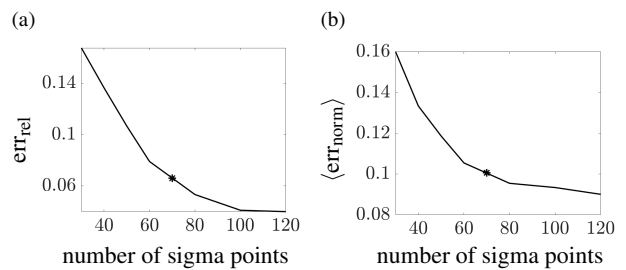 (a)
0.14
0.1
0.06
err_rel
40 60 80 100 120
number of sigma points
(b)
0.16
0.14
0.12
0.1
0.08
⟨err_norm⟩
40 60 80 100 120
number of sigma points